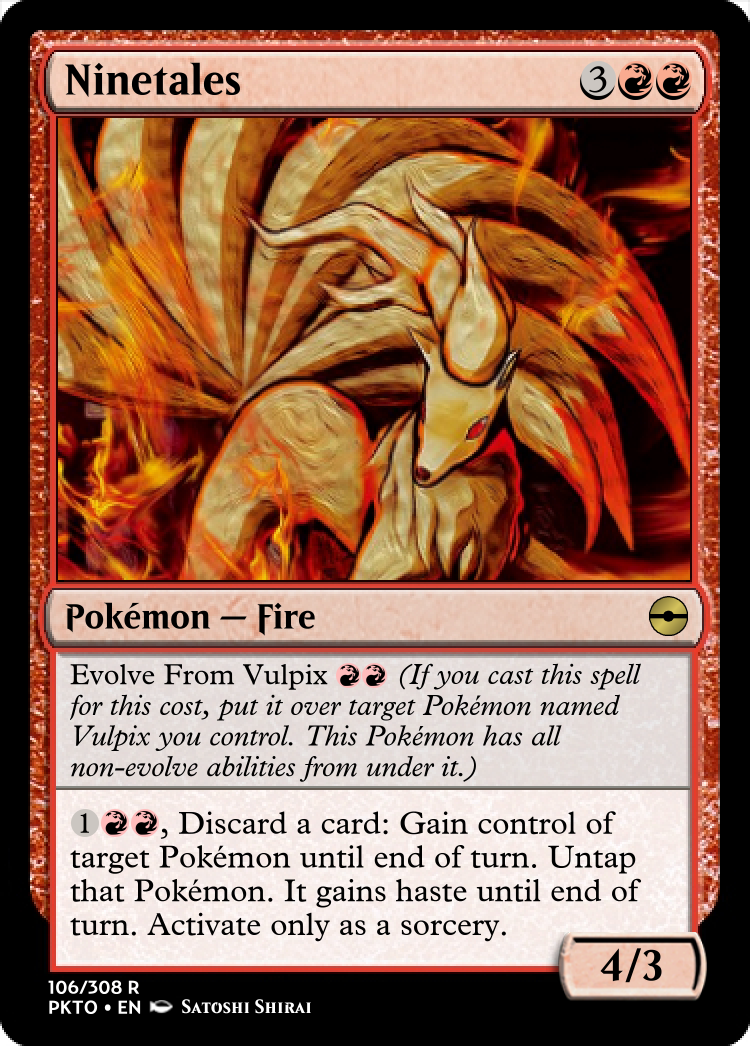 Ninetales 3
Pokémon — Fire
Evolve From Vulpix (If you cast this spell
for this cost, put it over target Pokémon named
Vulpix you control. This Pokémon has all
non-evolve abilities from under it.)
1, Discard a card: Gain control of
target Pokémon until end of turn. Untap
that Pokémon. It gains haste until end of
turn. Activate only as a sorcery.
4/3
106/308 R
PKTO • EN Satoshi Shirai